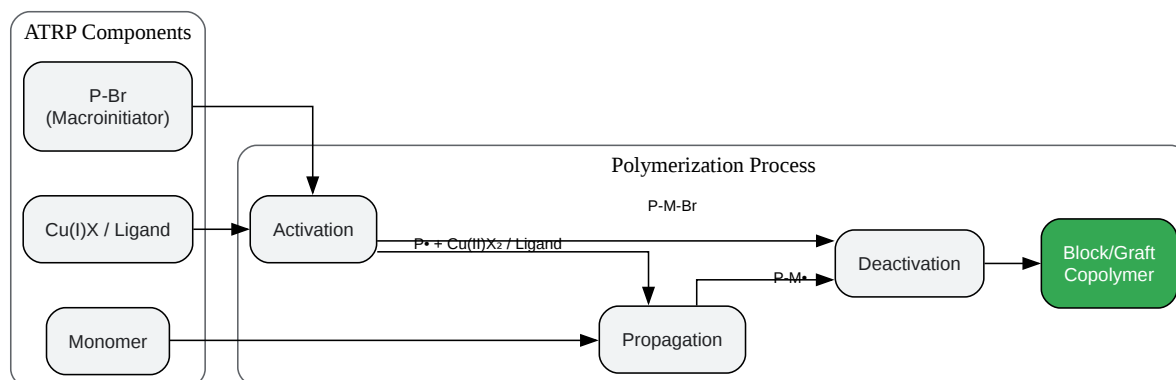 ATRP Components
P-Br
(Macroinitiator)
Polymerization Process
Cu(I)X / Ligand
Activation
P-M-Br
P• + Cu(II)X₂ / Ligand
Deactivation
Block/Graft
Copolymer
P-M•
Monomer
Propagation